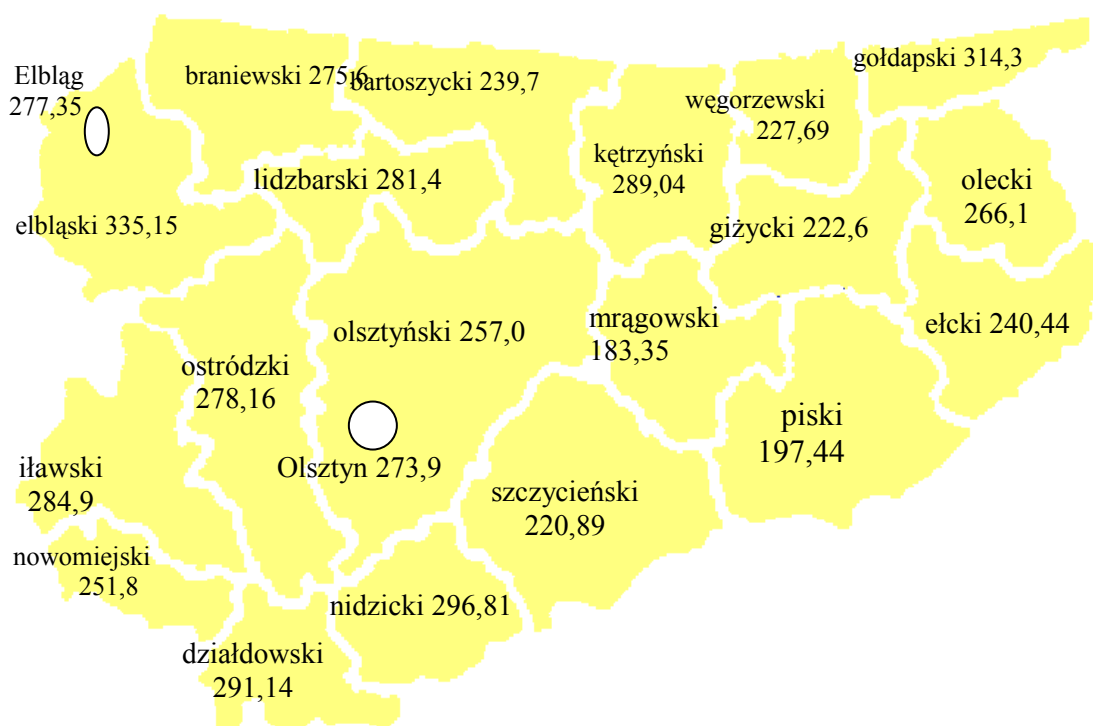 Elbląg
277,35
braniewski 275,6
bartoszycki 239,7
gołdapski 314,3
węgorzewski
227,69
kętrzyński
289,04
lidzbarski 281,4
olecki
266,1
elbląski 335,15
giżycki 222,6
olsztyński 257,0
mrągowski
183,35
ełcki 240,44
ostródzki
278,16
piski
197,44
iławski
284,9
Olsztyn 273,9
szczycieński
220,89
nowomiejski
251,8
nidzicki 296,81
działdowski
291,14